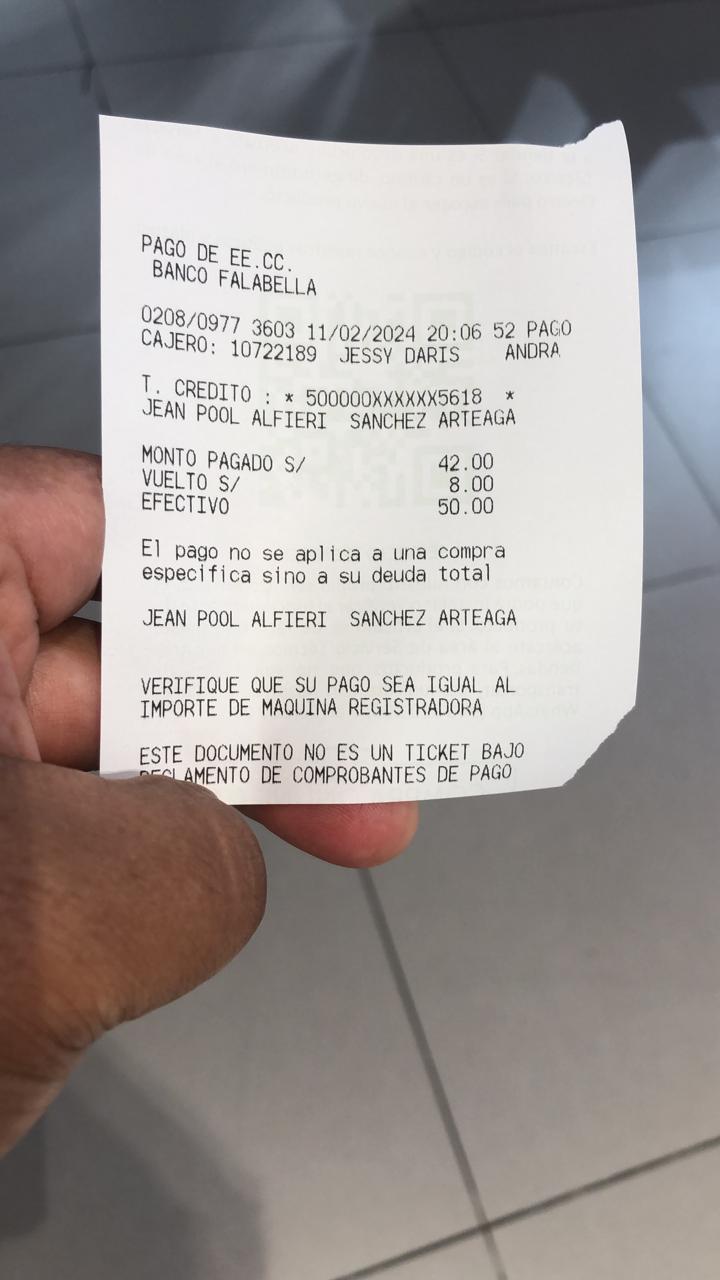 PAGO DE EE.CC.
BANCO FALABELLA
0208/0977 3603 11/02/2024 20:06 52 PAGO
CAJERO: 10722189 JESSY DARIS ANDRA
T. CREDITO : * 500000XXXXXX5618 *
JEAN POOL ALFIERI SANCHEZ ARTEAGA
MONTO PAGADO S/ 42.00
VUELTO S/ 8.00
EFECTIVO 50.00
El pago no se aplica a una compra
especifica sino a su deuda total
JEAN POOL ALFIERI SANCHEZ ARTEAGA
VERIFIQUE QUE SU PAGO SEA IGUAL AL
IMPORTE DE MAQUINA REGISTRADORA
ESTE DOCUMENTO NO ES UN TICKET BAJO
REGLAMENTO DE COMPROBANTES DE PAGO